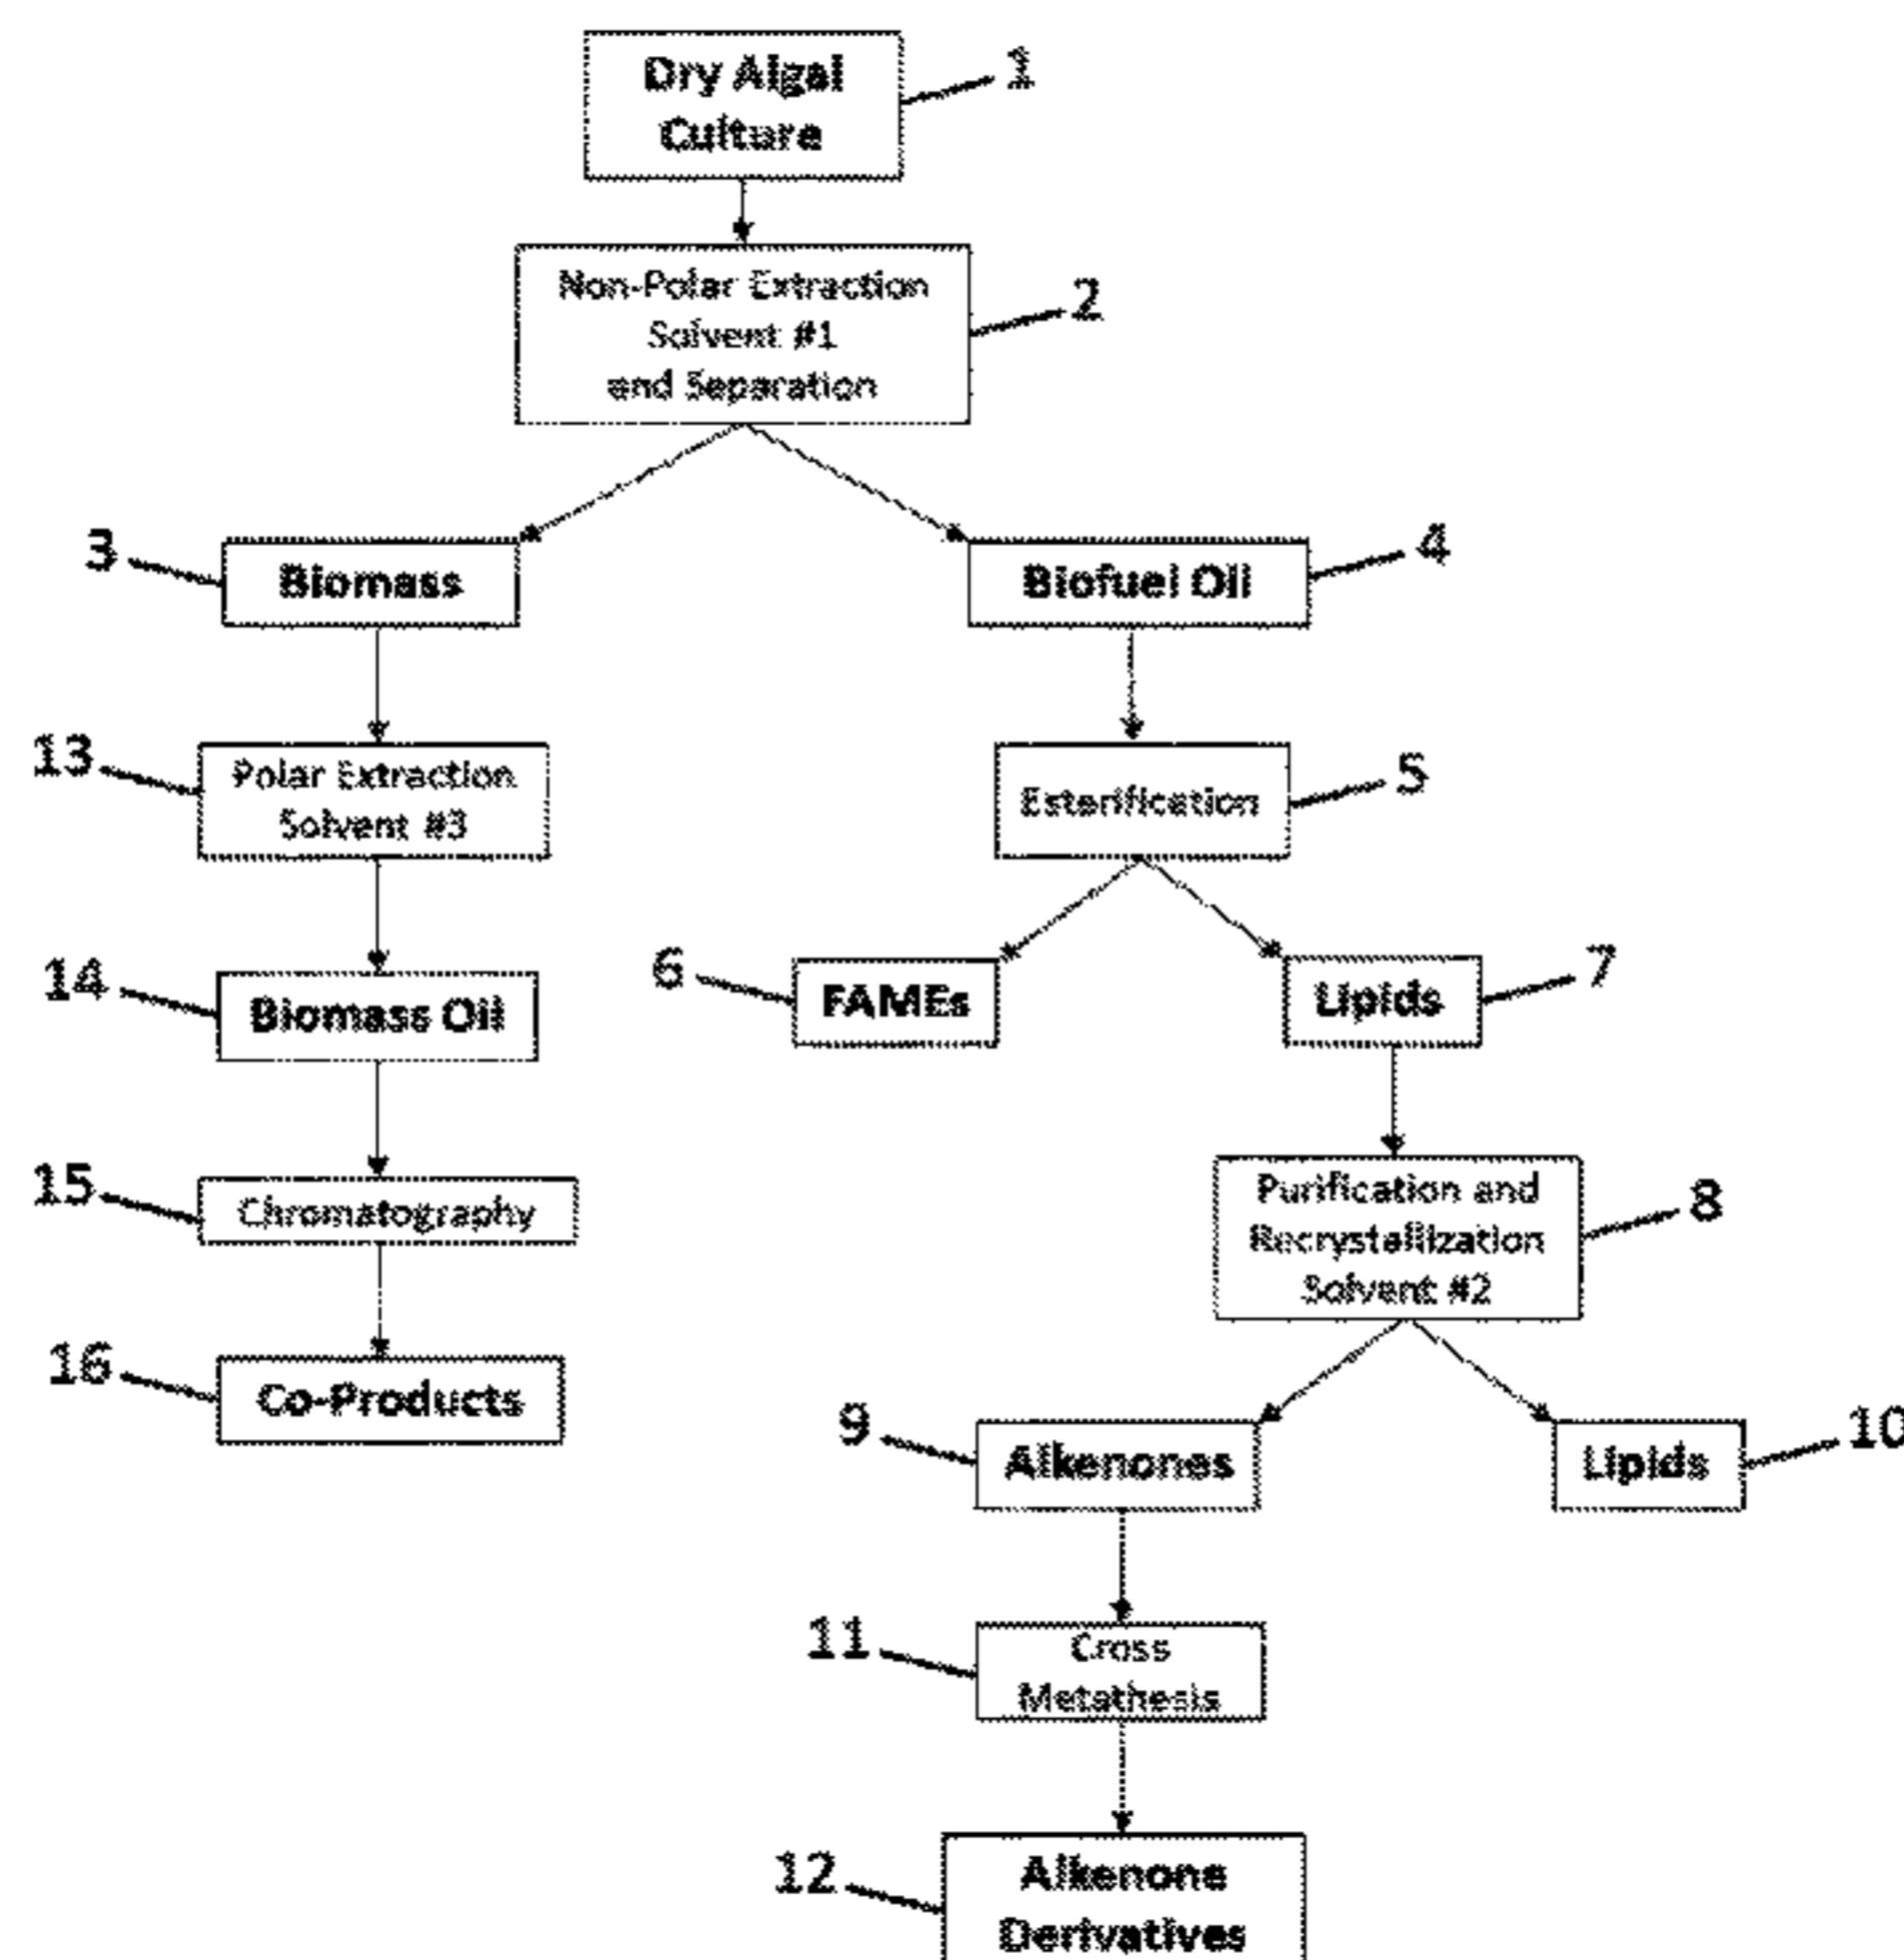 Dry Algal
Culture
1
Non-Polar Extraction
Solvent #1
and Separation
2
3
Biomass
Biofuel Oil
4
13
Polar Extraction
Solvent #3
Esterification
5
14
Biomass Oil
6
FAMEs
Lipids
7
15
Chromatography
Purification and
Recrystallization
Solvent #2
8
16
Co-Products
9
Alkenones
Lipids
10
11
Cross
Metathesis
12
Alkenone
Derivatives